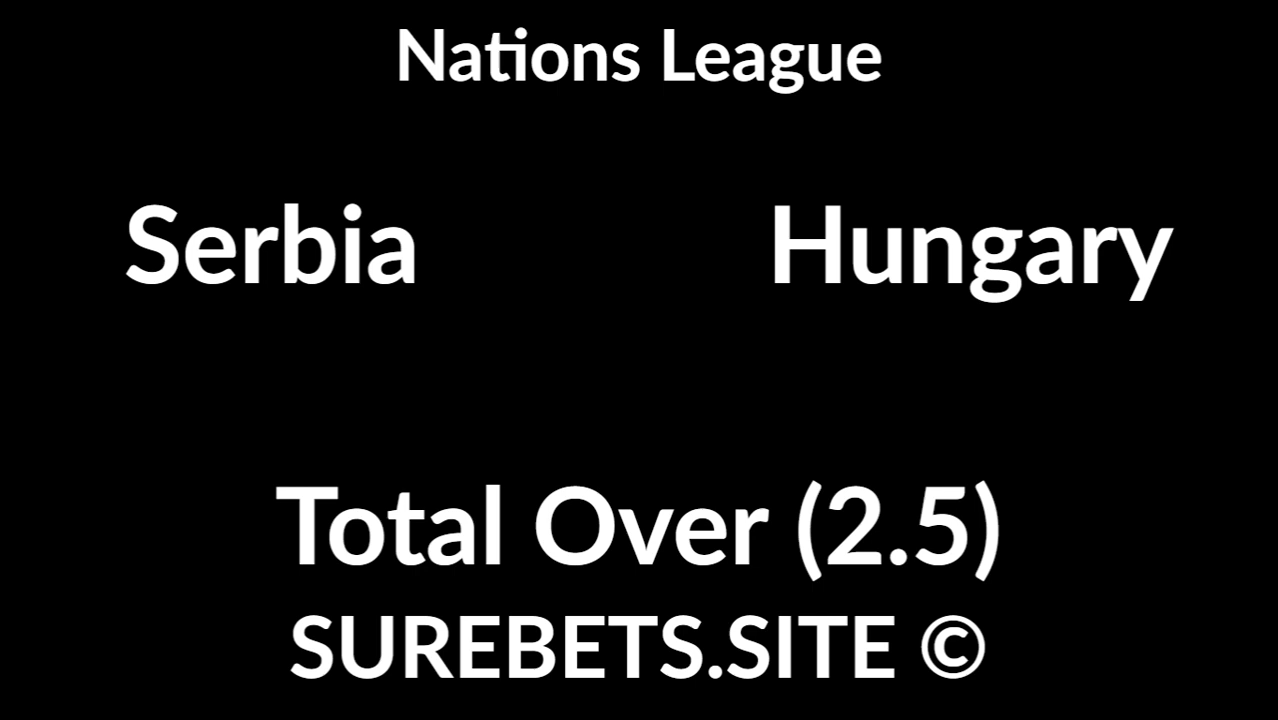 Nations League
Serbia Hungary
Total Over (2.5)
SUREBETS.SITE ©